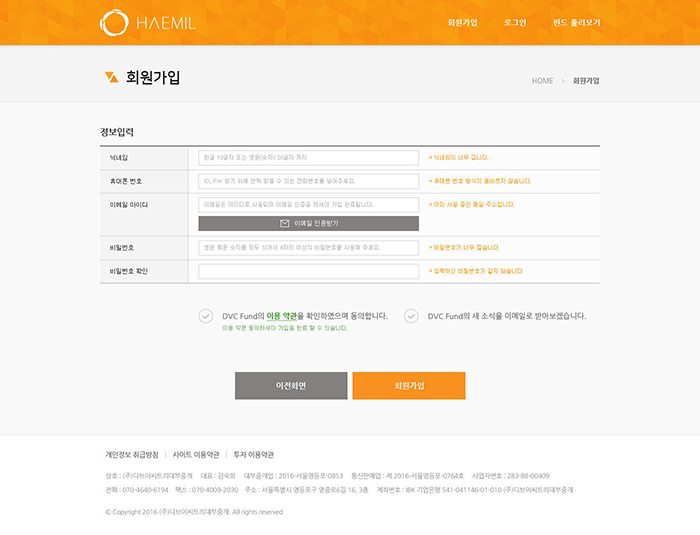 HAEMIL
회원가입 로그인 펀드 둘러보기
회원가입
HOME > 회원가입
정보입력
닉네임 한글 10글자 또는 영문(숫자) 20글자 까지 * 닉네임이 너무 깁니다.
휴대폰 번호 ID, PW 찾기 위해 연락 받을 수 있는 전화번호를 넣어주세요. * 휴대폰 번호 형식이 올바르지 않습니다.
이메일 아이디 이메일은 아이디로 사용되며 이메일 인증을 하셔야 가입 완료됩니다. * 이미 사용 중인 메일 주소입니다.
이메일 인증받기
비밀번호 영문 특문 숫자를 모두 섞어서 8자리 이상의 비밀번호를 사용해 주세요. * 비밀번호가 너무 짧습니다.
비밀번호 확인 * 입력하신 비밀번호가 같지 않습니다
DVC Fund의 이용 약관을 확인하였으며 동의합니다. DVC Fund의 새 소식을 이메일로 받아보겠습니다.
이용 약관 동의하셔야 가입을 완료 할 수 있습니다.
이전화면 회원가입
개인정보 취급방침 | 사이트 이용약관 | 투자 이용약관
상호 : (주)디브이씨트리대부중개 대표 : 김숙희 대부중개업 : 2016-서울영등포-0853 통신판매업 : 제 2016-서울영등포-0764호 사업자번호 : 283-88-00409
전화 : 070-4640-6194 팩스 : 070-4009-2030 주소 : 서울특별시 영등포구 영중로6길 16, 3층 계좌번호 : IBK 기업은행 541-041146-01-010 (주)디브이씨트리대부중개
© Copyright 2016 (주)디브이씨트리대부중개. All rights reserved